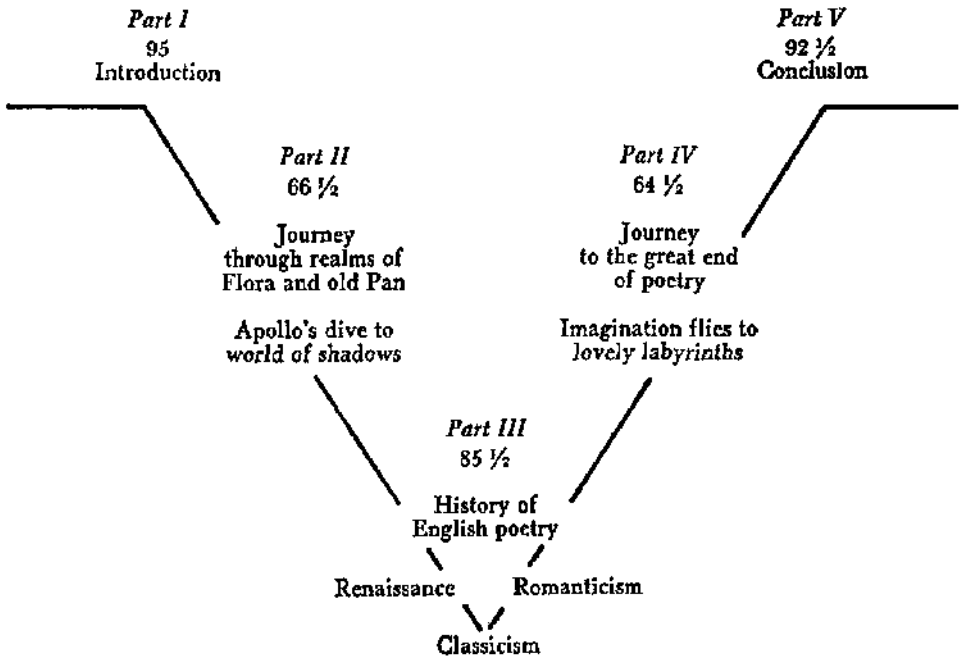 Part I
95
Introduction
Part V
92 ½
Conclusion
Part II
66 ½
Journey
through realms of
Flora and old Pan
Apollo's dive to
world of shadows
Part IV
64 ½
Journey
to the great end
of poetry
Imagination flies to
lovely labyrinths
Part III
85 ½
History of
English poetry
Renaissance
Romanticism
Classicism